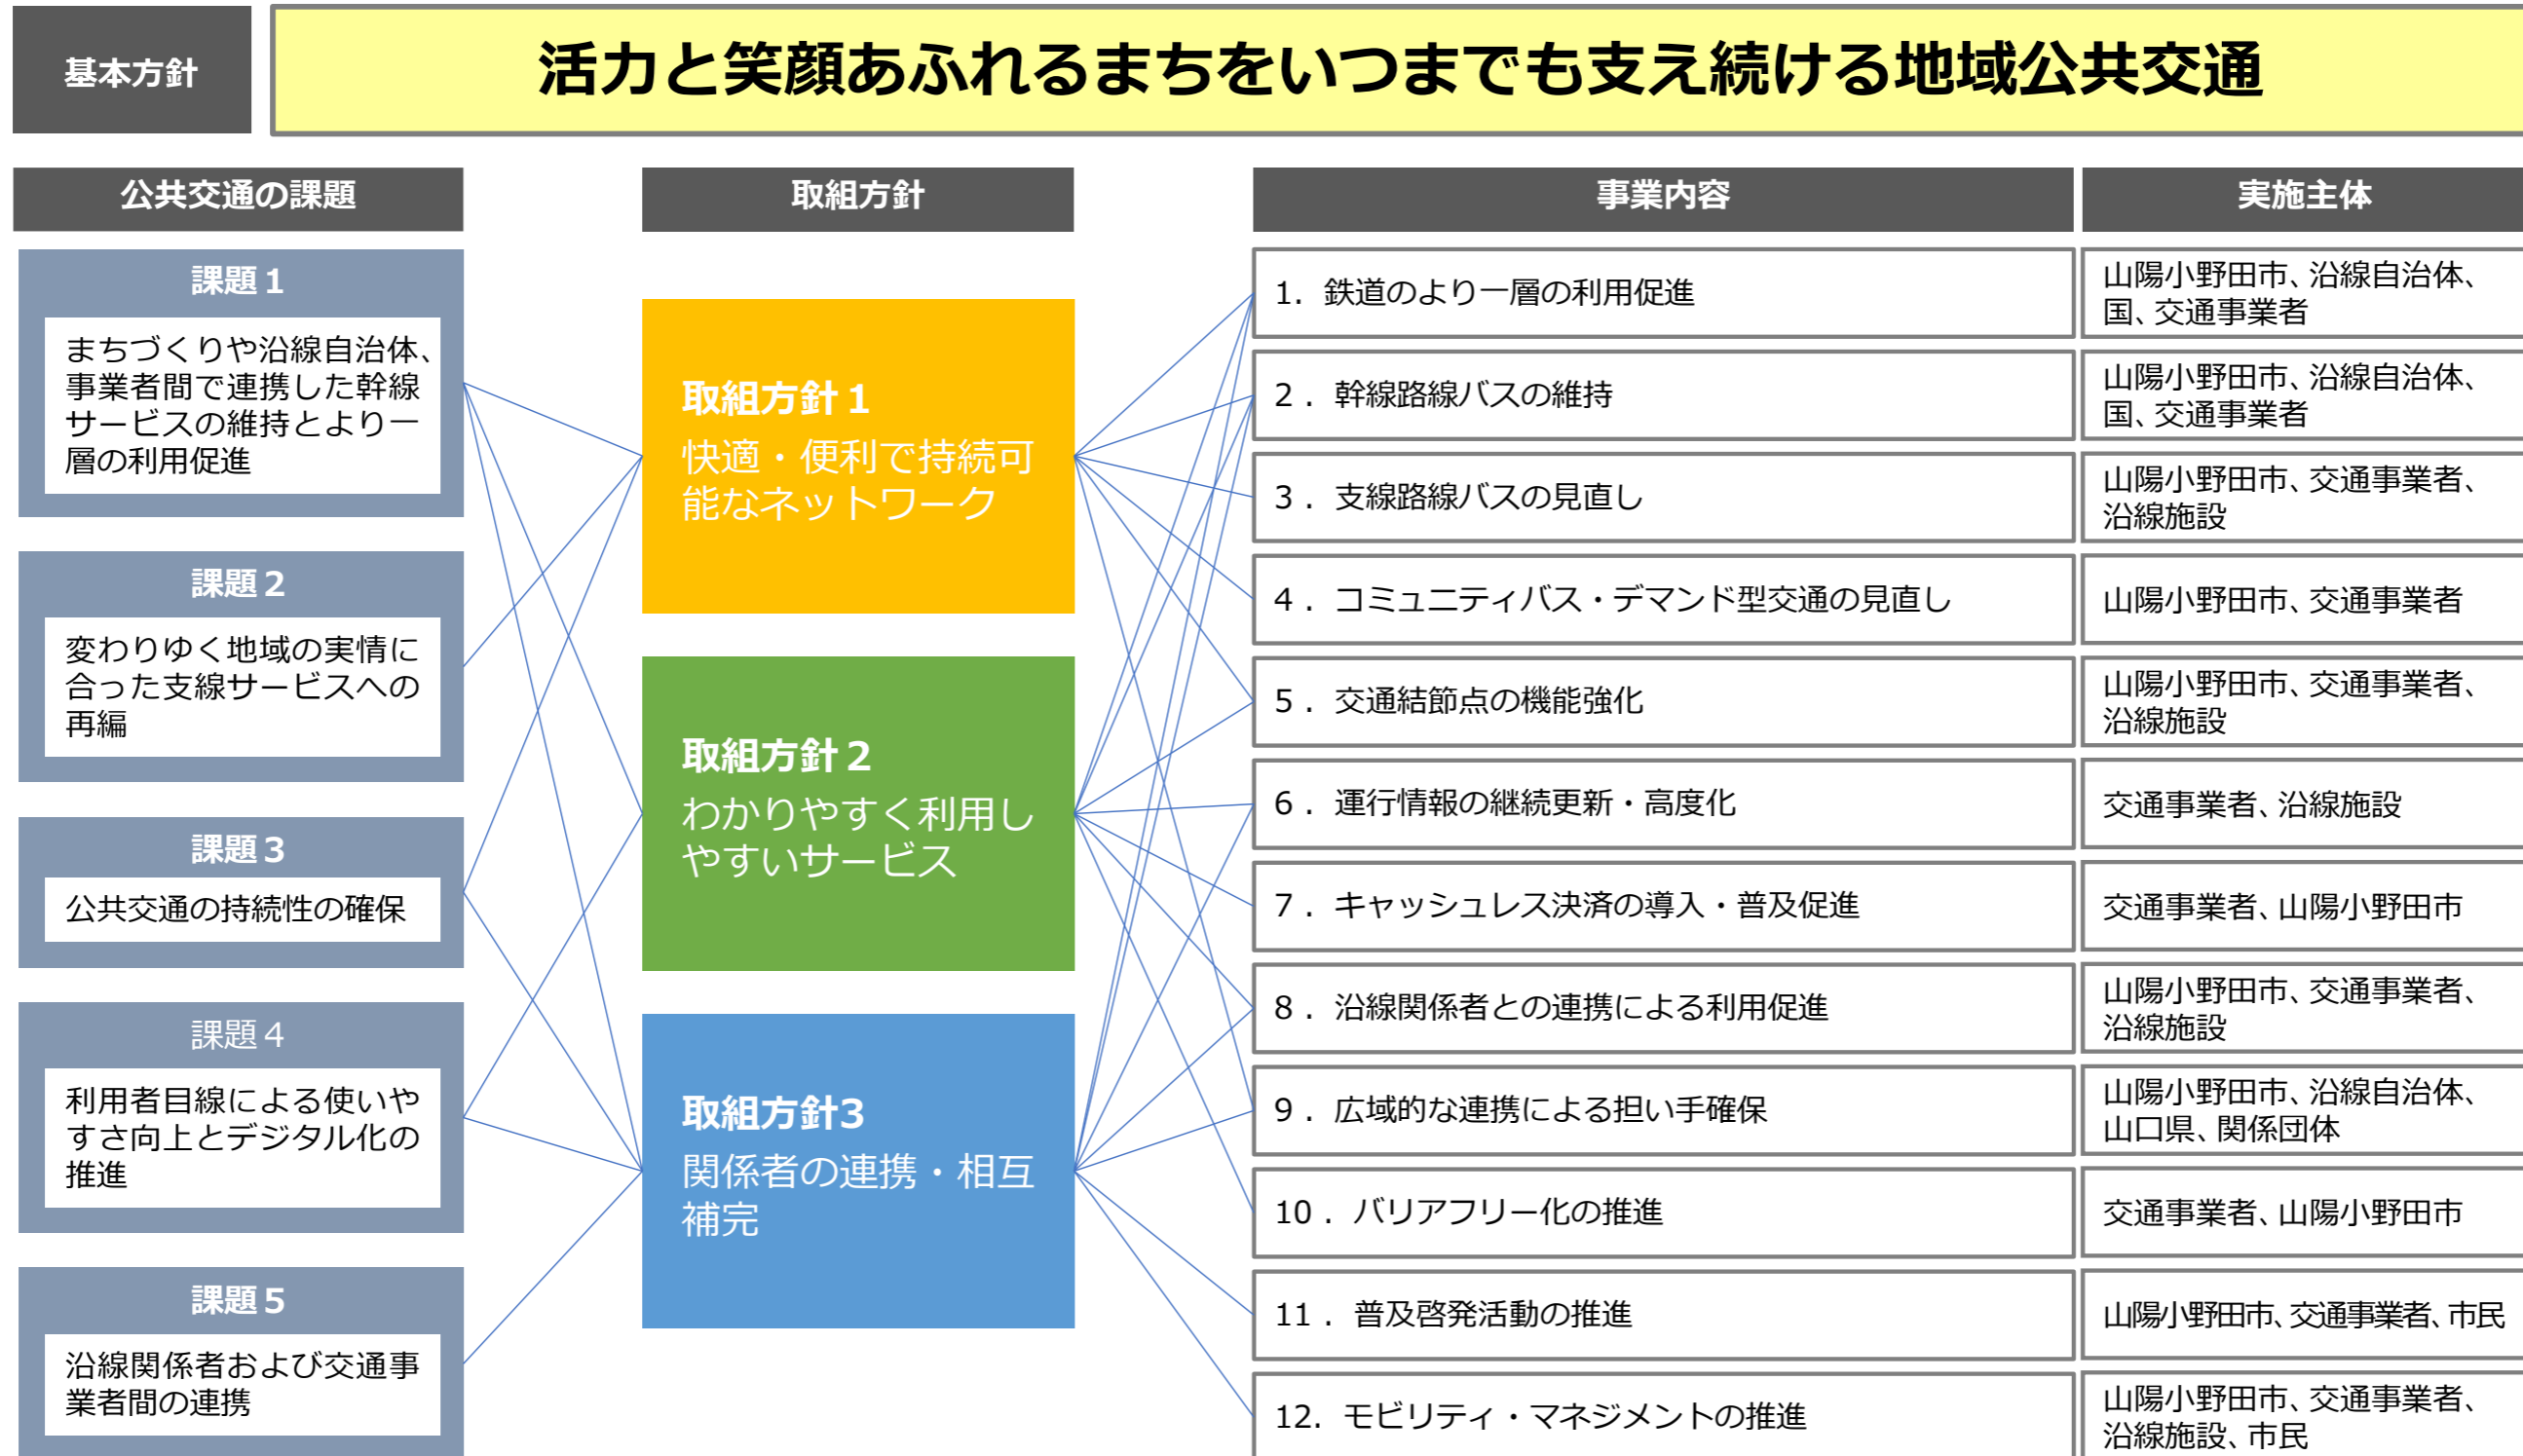 基本方針
活力と笑顔あふれるまちをいつまでも支え続ける地域公共交通
公共交通の課題
取組方針
事業内容
実施主体
課題１
まちづくりや沿線自治体、
事業者間で連携した幹線
サービスの維持とより一
層の利用促進
課題２
変わりゆく地域の実情に
合った支線サービスへの
再編
課題３
公共交通の持続性の確保
課題４
利用者目線による使いや
すさ向上とデジタル化の
推進
課題５
沿線関係者および交通事
業者間の連携
取組方針１
快適・便利で持続可
能なネットワーク
取組方針２
わかりやすく利用し
やすいサービス
取組方針3
関係者の連携・相互
補完
1. 鉄道のより一層の利用促進
山陽小野田市、沿線自治体、
国、交通事業者
2．幹線路線バスの維持
山陽小野田市、沿線自治体、
国、交通事業者
3．支線路線バスの見直し
山陽小野田市、交通事業者、
沿線施設
4．コミュニティバス・デマンド型交通の見直し
山陽小野田市、交通事業者
5．交通結節点の機能強化
山陽小野田市、交通事業者、
沿線施設
6．運行情報の継続更新・高度化
交通事業者、沿線施設
7．キャッシュレス決済の導入・普及促進
交通事業者、山陽小野田市
8．沿線関係者との連携による利用促進
山陽小野田市、交通事業者、
沿線施設
9．広域的な連携による担い手確保
山陽小野田市、沿線自治体、
山口県、関係団体
10．バリアフリー化の推進
交通事業者、山陽小野田市
11．普及啓発活動の推進
山陽小野田市、交通事業者、市民
12. モビリティ・マネジメントの推進
山陽小野田市、交通事業者、
沿線施設、市民